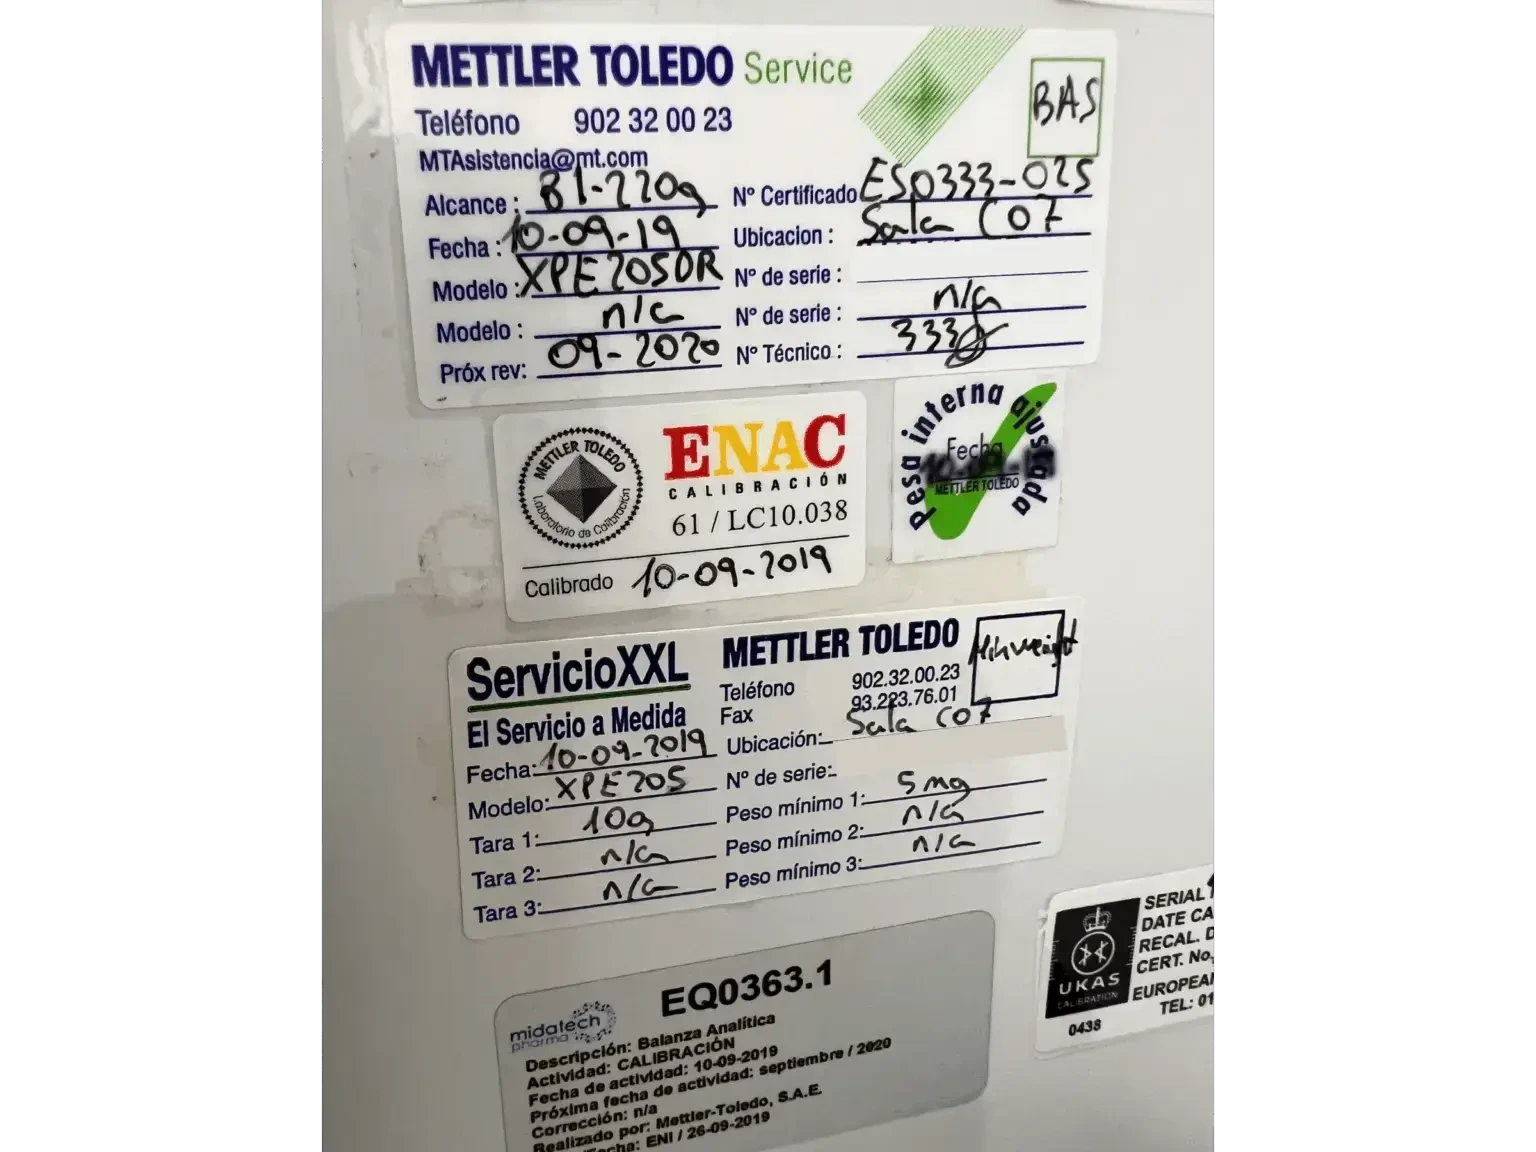 METTLER TOLEDO Service
BAS
Teléfono 902 32 00 23
MTAsistencia@mt.com
Alcance: 81-220g Nº Certificado ES0333-025
Fecha: 10-09-19 Ubicacion: Sala C07
Modelo: XPE205DR Nº de serie:
Modelo: n/a Nº de serie: n/a
Próx rev: 09-2020 Nº Técnico: 333
METTLER TOLEDO
Laboratorio de Calibración
ENAC
CALIBRACIÓN
61 / LC10.038
Calibrado 10-09-2019
Pesa interna ajustada
Fecha
METTLER TOLEDO
ServicioXXL
El Servicio a Medida
METTLER TOLEDO
Minweight
Teléfono 902.32.00.23
Fax 93.223.76.01
Fecha: 10-09-2019 Ubicación: Sala C07
Modelo: XPE205 Nº de serie:
Tara 1: 10g Peso mínimo 1: 5mg
Tara 2: n/a Peso mínimo 2: n/a
Tara 3: n/a Peso mínimo 3: n/a
midatech
pharma
EQ0363.1
Descripción: Balanza Analítica
Actividad: CALIBRACIÓN
Fecha de actividad: 10-09-2019
Próxima fecha de actividad: septiembre / 2020
Corrección: n/a
Realizado por: Mettler-Toledo, S.A.E.
/Fecha: ENI / 26-09-2019
UKAS
CALIBRATION
0438
SERIAL
DATE CA
RECAL. D
CERT. No.
EUROPEAN
TEL: 01